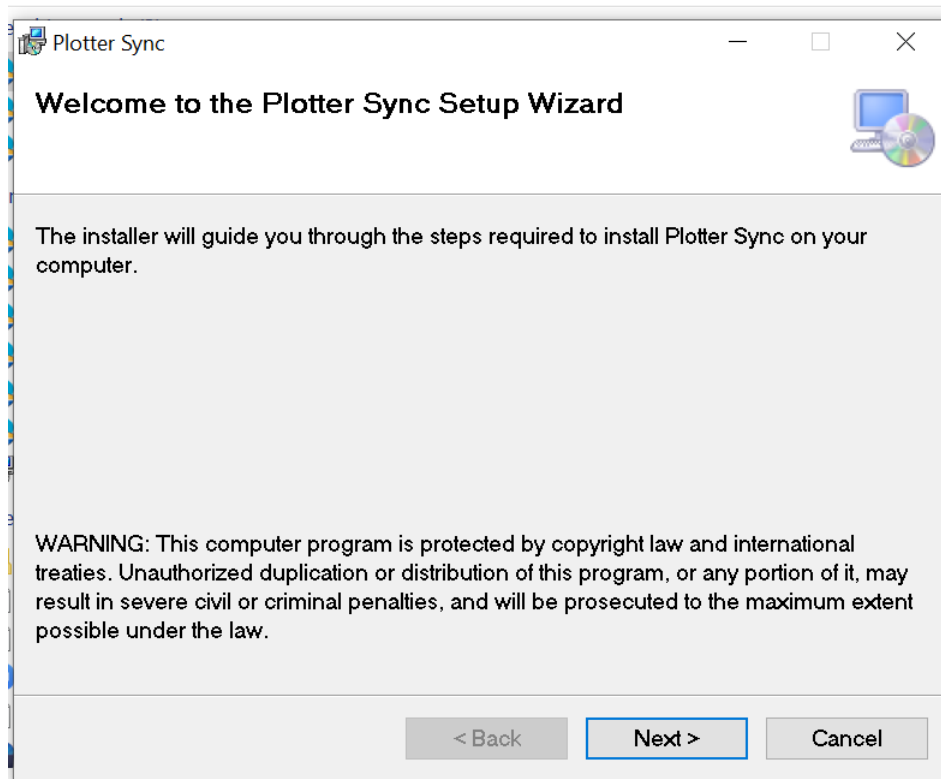 Plotter Sync
Welcome to the Plotter Sync Setup Wizard
The installer will guide you through the steps required to install Plotter Sync on your
computer.
WARNING: This computer program is protected by copyright law and international
treaties. Unauthorized duplication or distribution of this program, or any portion of it, may
result in severe civil or criminal penalties, and will be prosecuted to the maximum extent
possible under the law.
< Back
Next >
Cancel